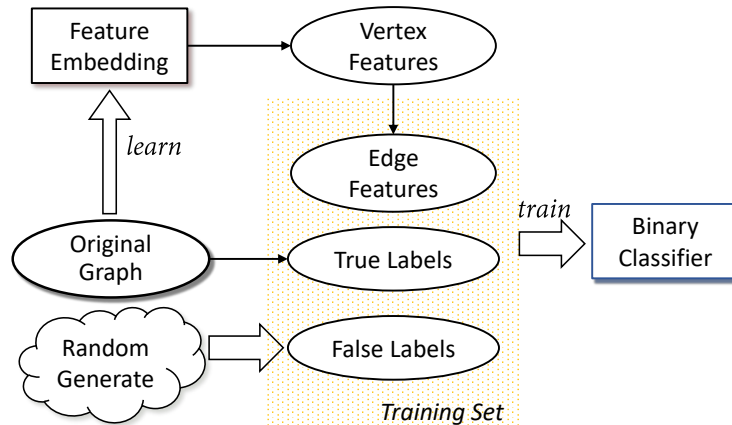 Feature
Embedding
Vertex
Features
learn
Edge
Features
train
Original
Graph
True Labels
Binary
Classifier
Random
Generate
False Labels
Training Set